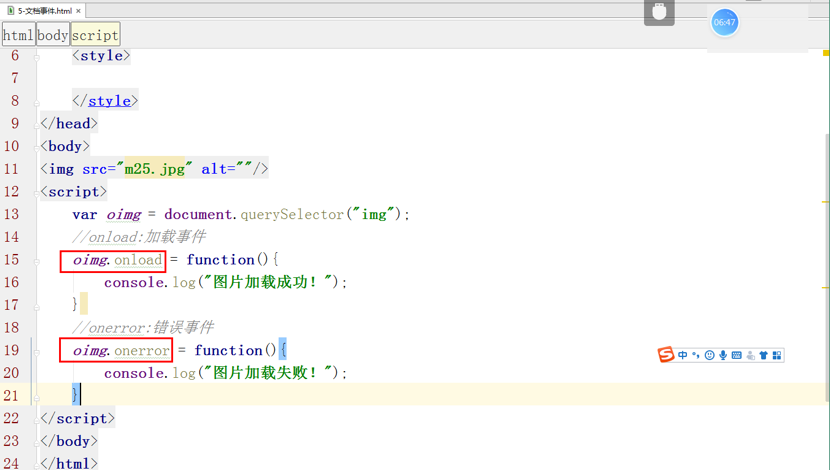 5-文档事件.html
06:47
html body script
6 <style>
7
8 </style>
9 </head>
10 <body>
11 <img src="m25.jpg" alt=""/>
12 <script>
13 var oimg = document.querySelector("img");
14 //onload:加载事件
15 oimg.onload = function(){
16 console.log("图片加载成功！");
17 }
18 //onerror:错误事件
19 oimg.onerror = function(){
20 console.log("图片加载失败！");
21 }
22 </script>
23 </body>
24 </html>
S 中